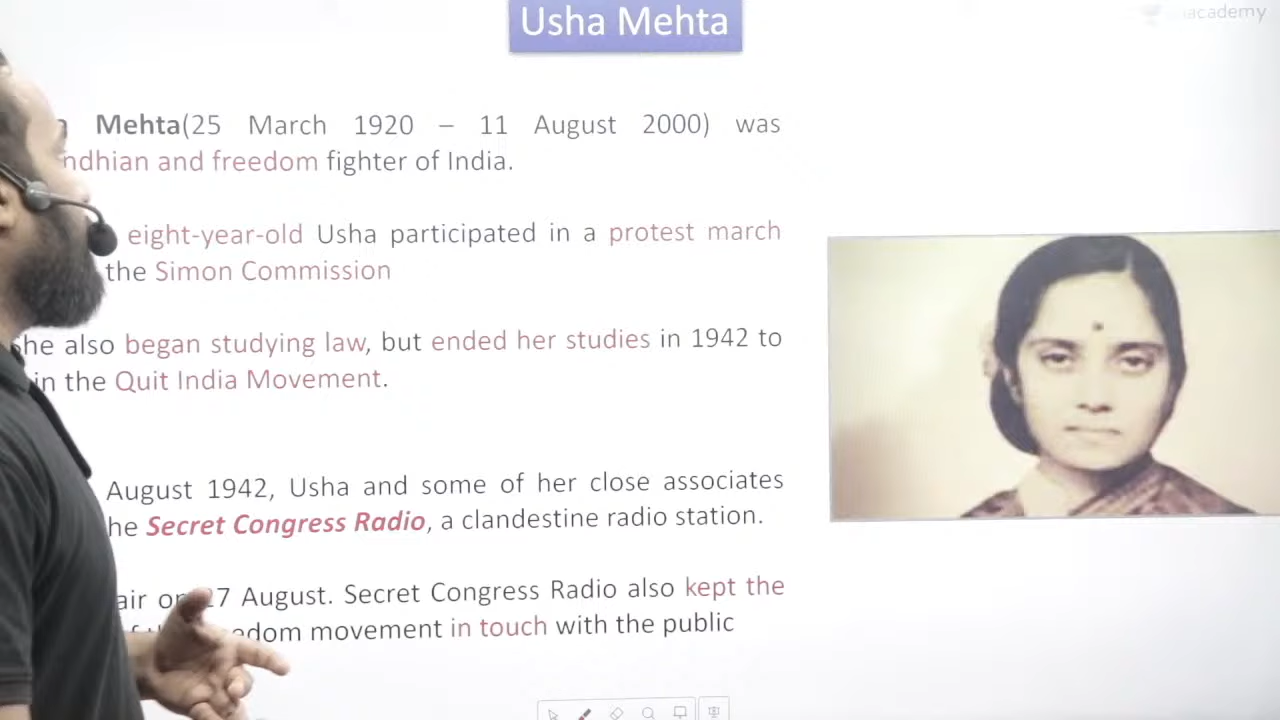 Usha Mehta
academy
Mehta(25 March 1920 – 11 August 2000) was
ndhian and freedom fighter of India.
eight-year-old Usha participated in a protest march
the Simon Commission
he also began studying law, but ended her studies in 1942 to
in the Quit India Movement.
August 1942, Usha and some of her close associates
he Secret Congress Radio, a clandestine radio station.
air on 27 August. Secret Congress Radio also kept the
edom movement in touch with the public